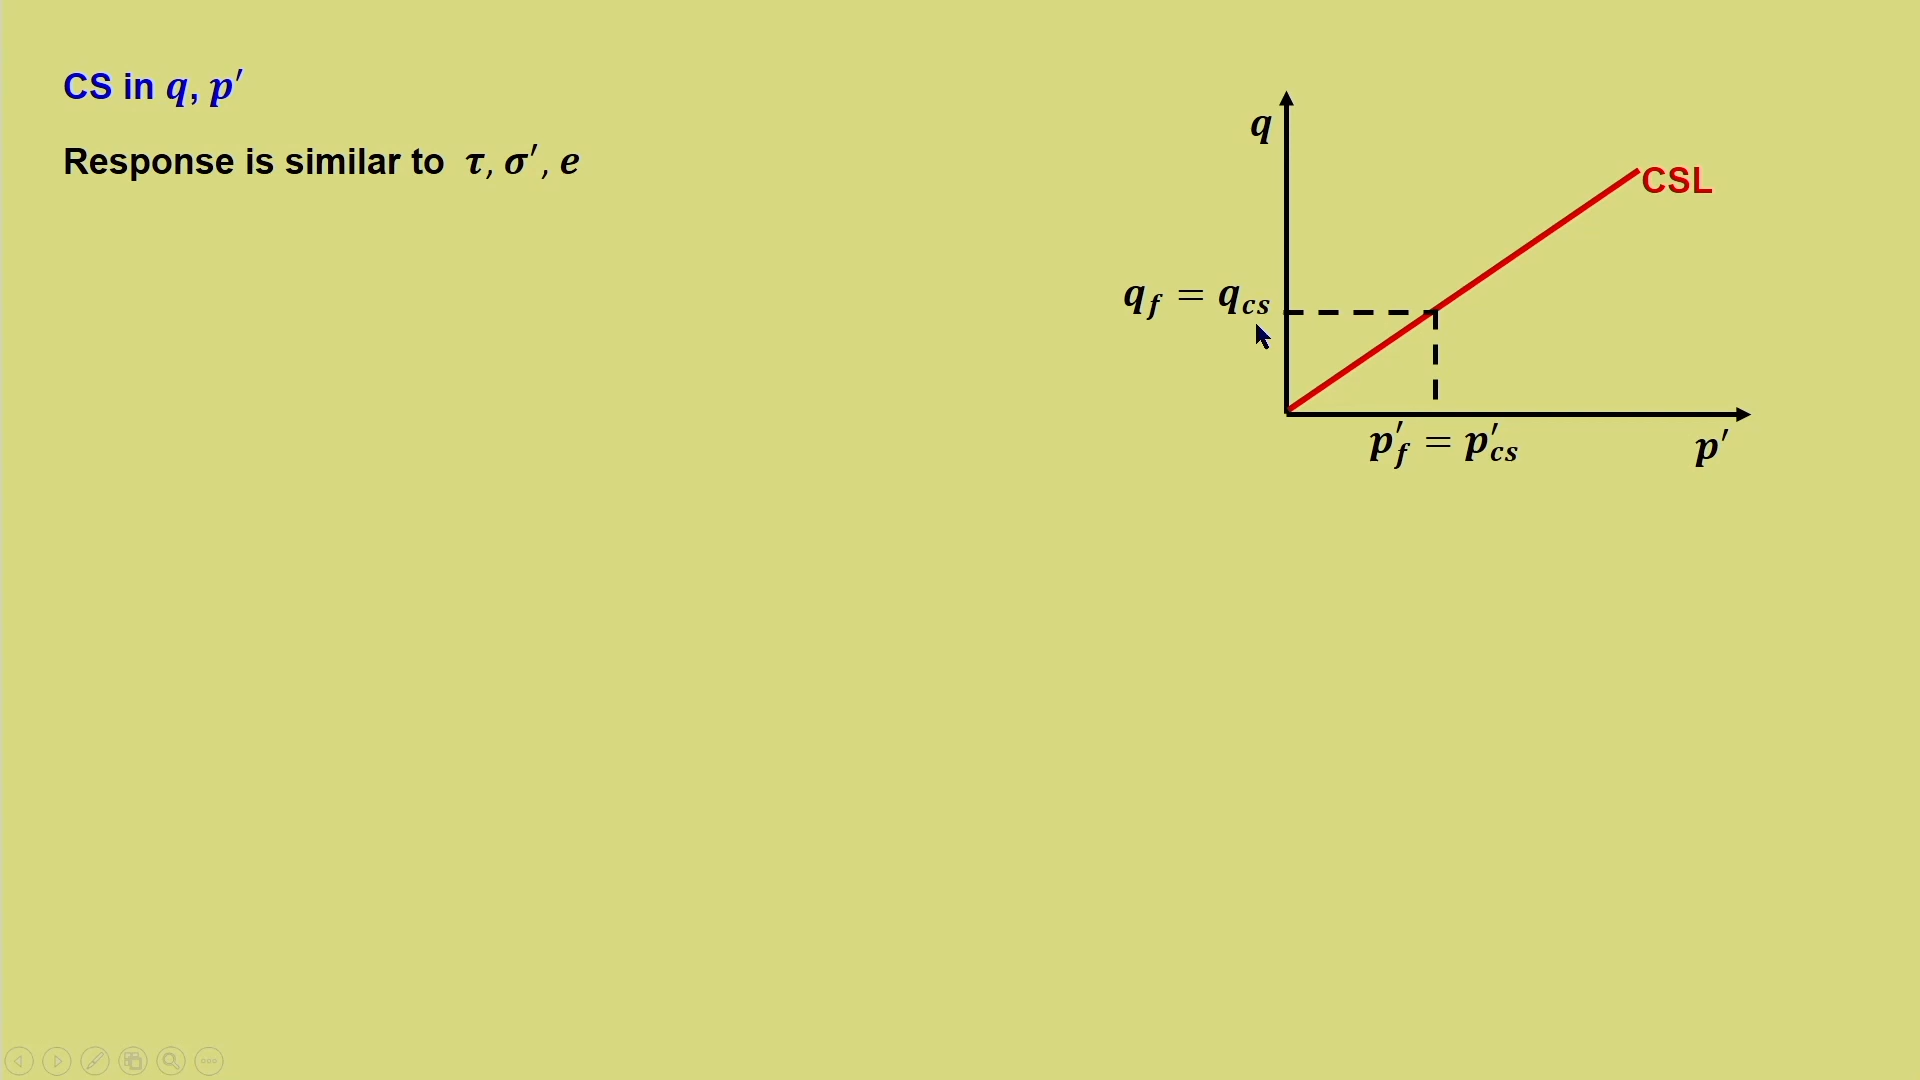 CS in q, p′
Response is similar to τ, σ′, e
q
CSL
q_f = q_cs
p′_f = p′_cs
p′